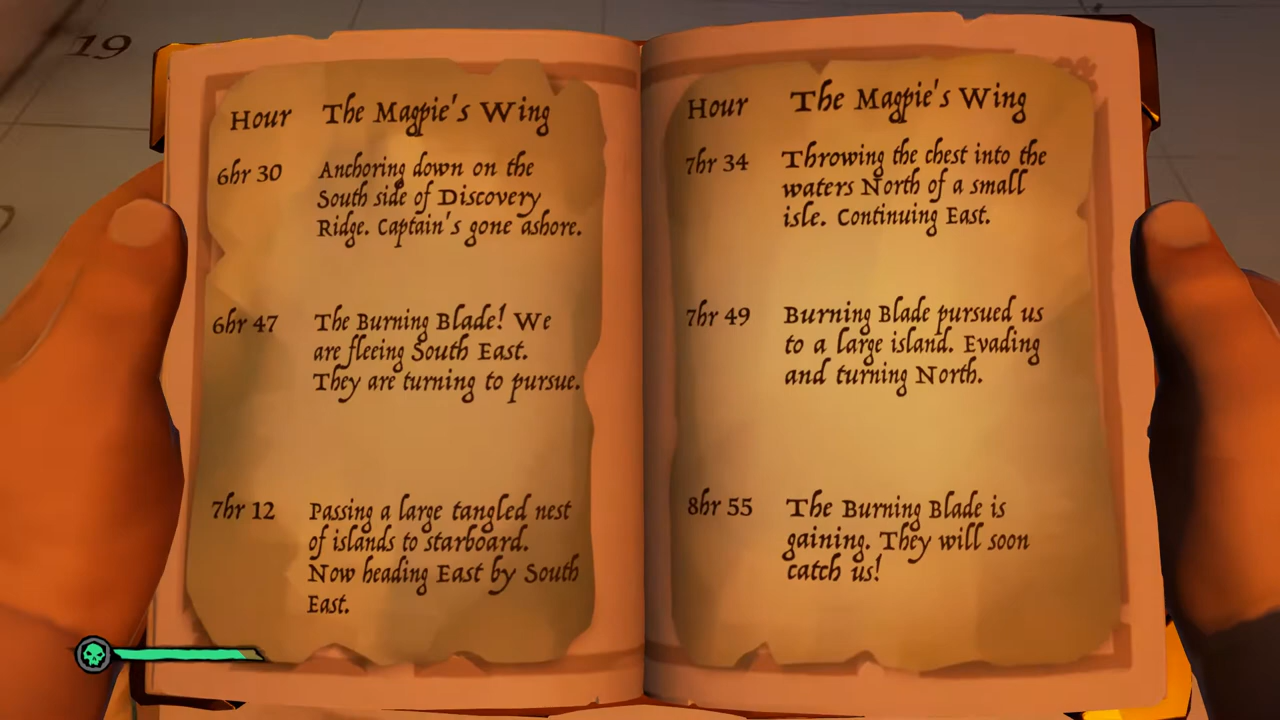 19
Hour The Magpie's Wing
6hr 30 Anchoring down on the
South side of Discovery
Ridge. Captain's gone ashore.
6hr 47 The Burning Blade! We
are fleeing South East.
They are turning to pursue.
7hr 12 Passing a large tangled nest
of islands to starboard.
Now heading East by South
East.
Hour The Magpie's Wing
7hr 34 Throwing the chest into the
waters North of a small
isle. Continuing East.
7hr 49 Burning Blade pursued us
to a large island. Evading
and turning North.
8hr 55 The Burning Blade is
gaining. They will soon
catch us!